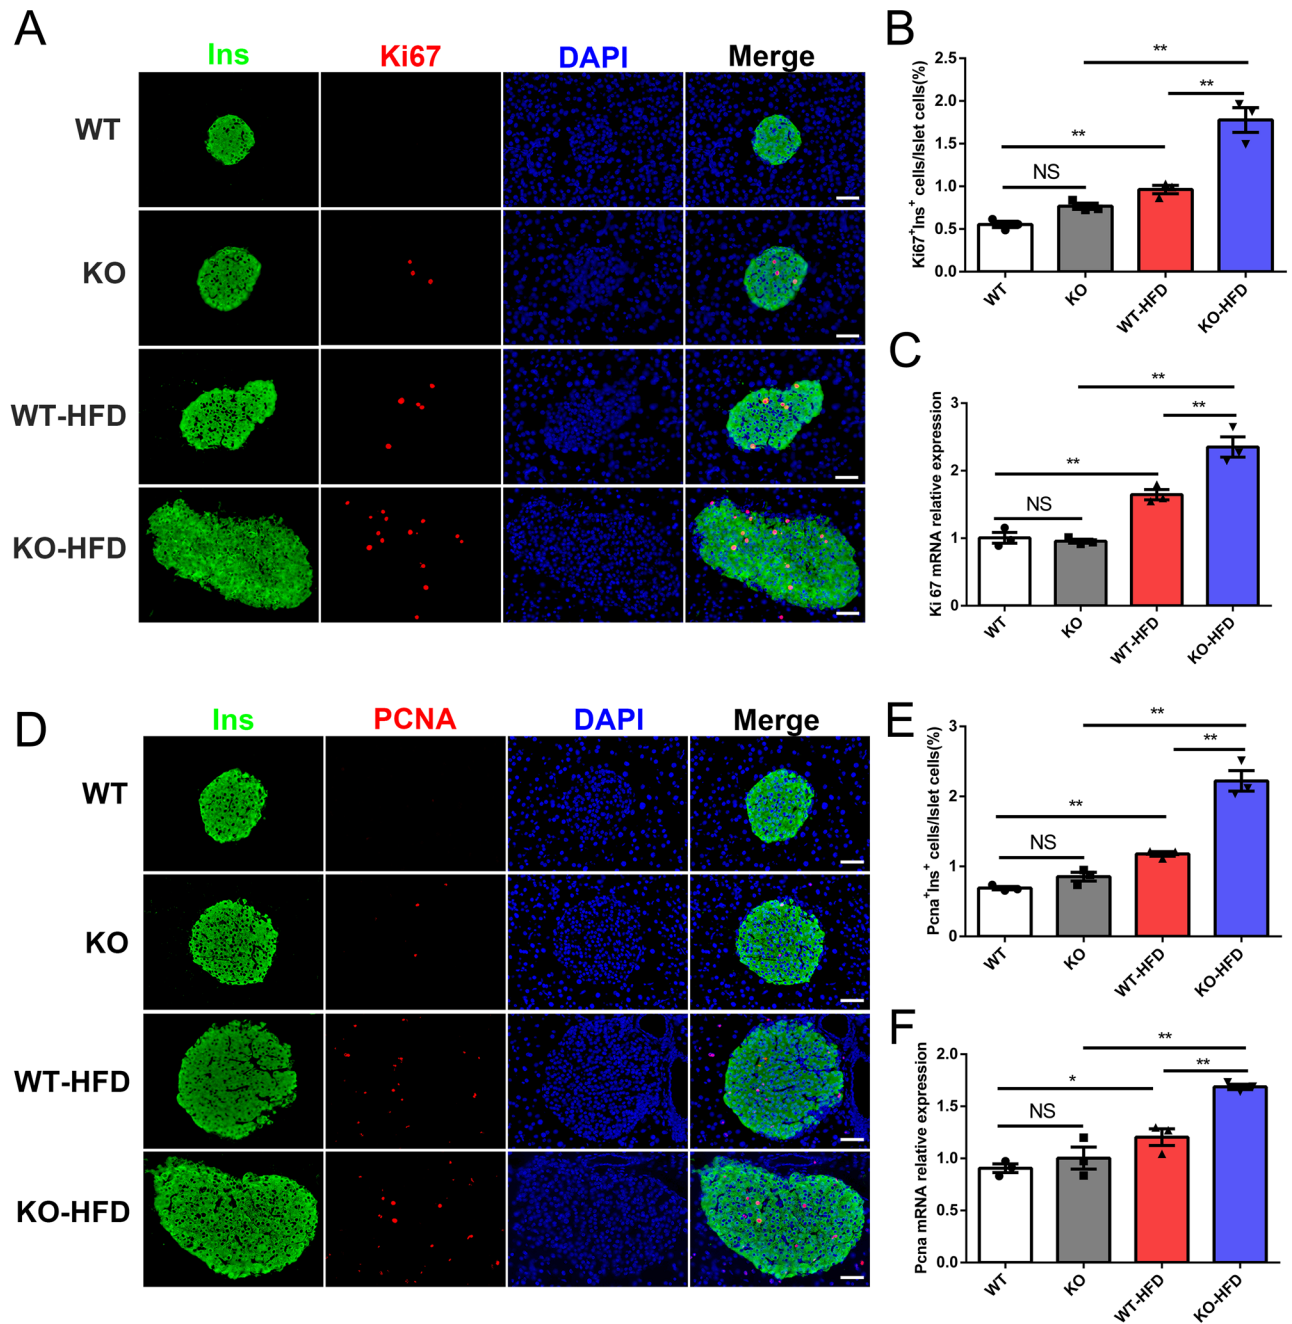 A
Ins Ki67 DAPI Merge
WT
KO
WT-HFD
KO-HFD
B
Ki67+Ins+ cells/Islet cells(%)
2.5
2.0
1.5
1.0
0.5
0.0
**
**
**
NS
WT KO WT-HFD KO-HFD
C
Ki 67 mRNA relative expression
3
2
1
0
**
**
**
NS
WT KO WT-HFD KO-HFD
D
Ins PCNA DAPI Merge
WT
KO
WT-HFD
KO-HFD
E
Pcna+Ins+ cells/Islet cells(%)
3
2
1
0
**
**
**
NS
WT KO WT-HFD KO-HFD
F
Pcna mRNA relative expression
2.0
1.5
1.0
0.5
0.0
**
**
*
NS
WT KO WT-HFD KO-HFD